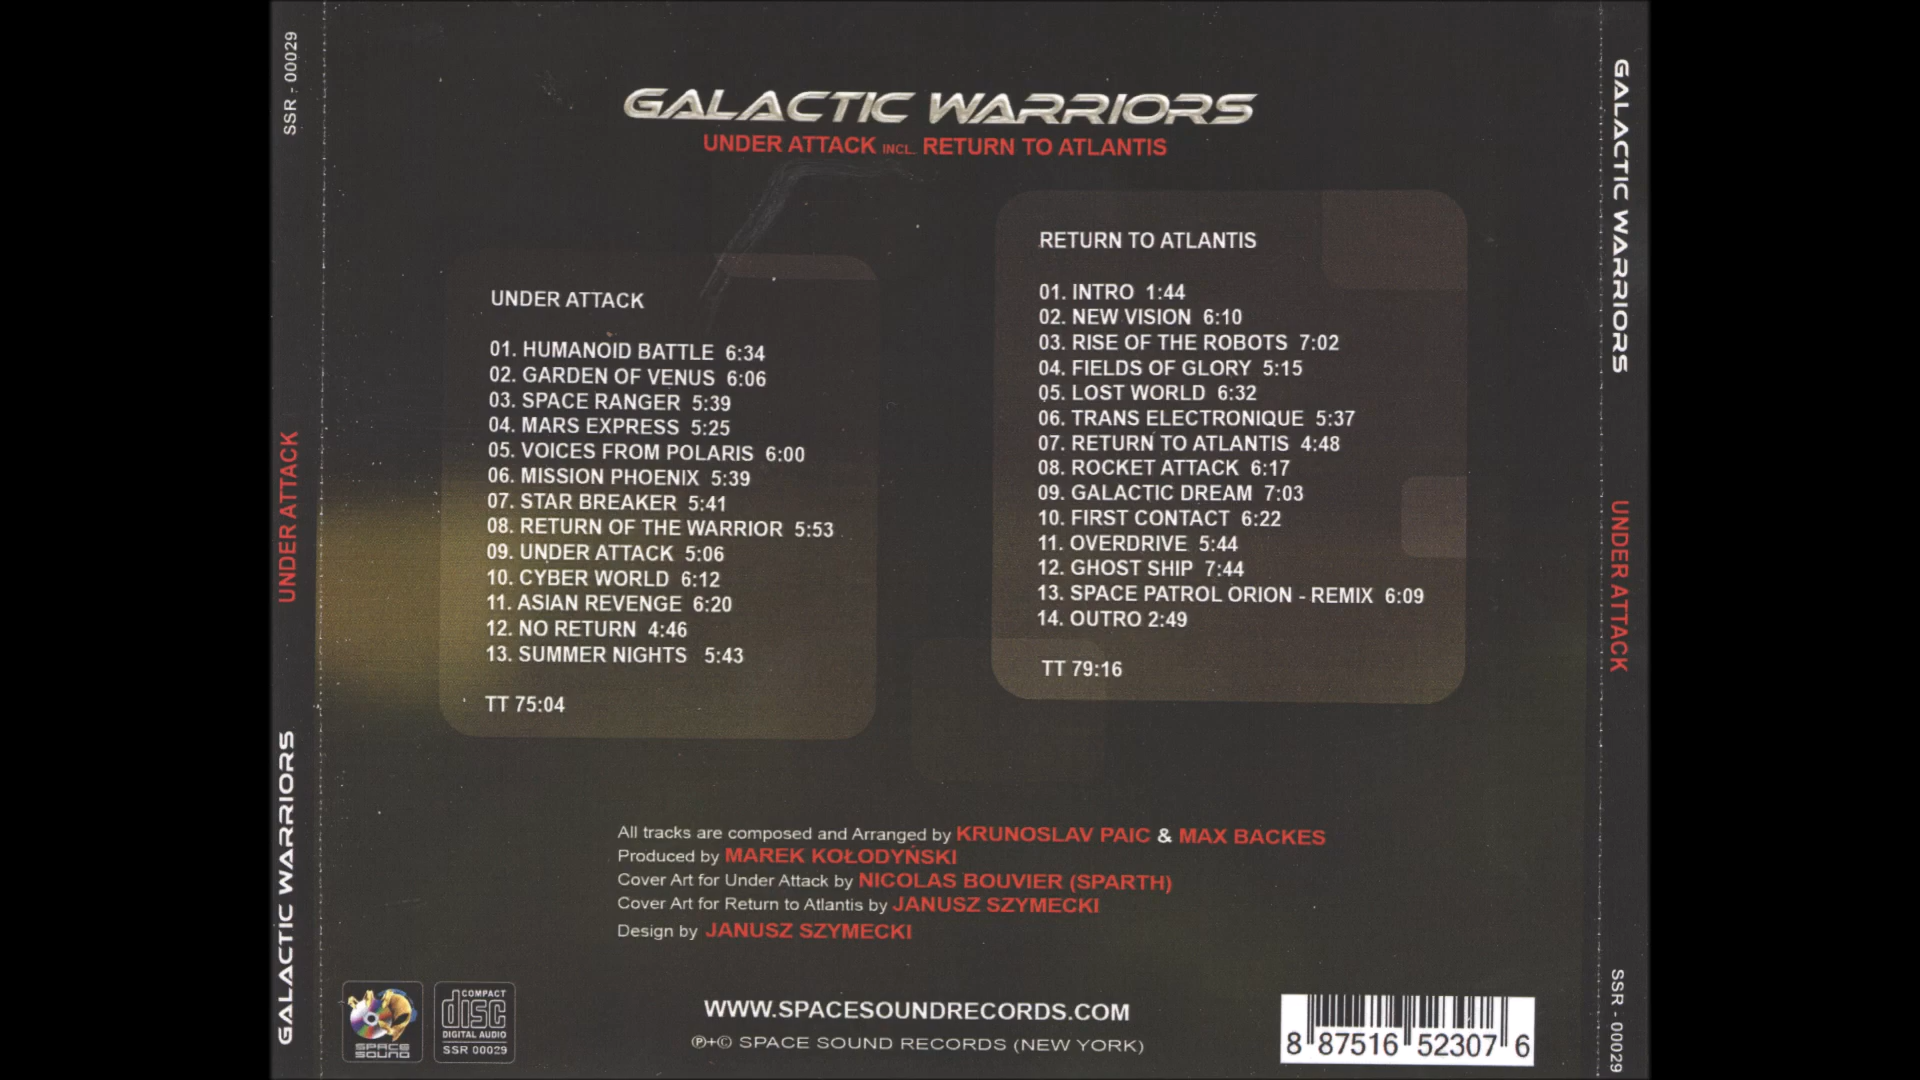 SSR - 00029
UNDER ATTACK
GALACTIC WARRIORS
GALACTIC WARRIORS
UNDER ATTACK INCL. RETURN TO ATLANTIS
UNDER ATTACK
01. HUMANOID BATTLE 6:34
02. GARDEN OF VENUS 6:06
03. SPACE RANGER 5:39
04. MARS EXPRESS 5:25
05. VOICES FROM POLARIS 6:00
06. MISSION PHOENIX 5:39
07. STAR BREAKER 5:41
08. RETURN OF THE WARRIOR 5:53
09. UNDER ATTACK 5:06
10. CYBER WORLD 6:12
11. ASIAN REVENGE 6:20
12. NO RETURN 4:46
13. SUMMER NIGHTS 5:43
TT 75:04
RETURN TO ATLANTIS
01. INTRO 1:44
02. NEW VISION 6:10
03. RISE OF THE ROBOTS 7:02
04. FIELDS OF GLORY 5:15
05. LOST WORLD 6:32
06. TRANS ELECTRONIQUE 5:37
07. RETURN TO ATLANTIS 4:48
08. ROCKET ATTACK 6:17
09. GALACTIC DREAM 7:03
10. FIRST CONTACT 6:22
11. OVERDRIVE 5:44
12. GHOST SHIP 7:44
13. SPACE PATROL ORION - REMIX 6:09
14. OUTRO 2:49
TT 79:16
All tracks are composed and Arranged by KRUNOSLAV PAIC & MAX BACKES
Produced by MAREK KOŁODYŃSKI
Cover Art for Under Attack by NICOLAS BOUVIER (SPARTH)
Cover Art for Return to Atlantis by JANUSZ SZYMECKI
Design by JANUSZ SZYMECKI
SPACE
SOUND
COMPACT
disc
DIGITAL AUDIO
SSR 00029
WWW.SPACESOUNDRECORDS.COM
℗+© SPACE SOUND RECORDS (NEW YORK)
8 87516 52307 6
GALACTIC WARRIORS
UNDER ATTACK
SSR - 00029